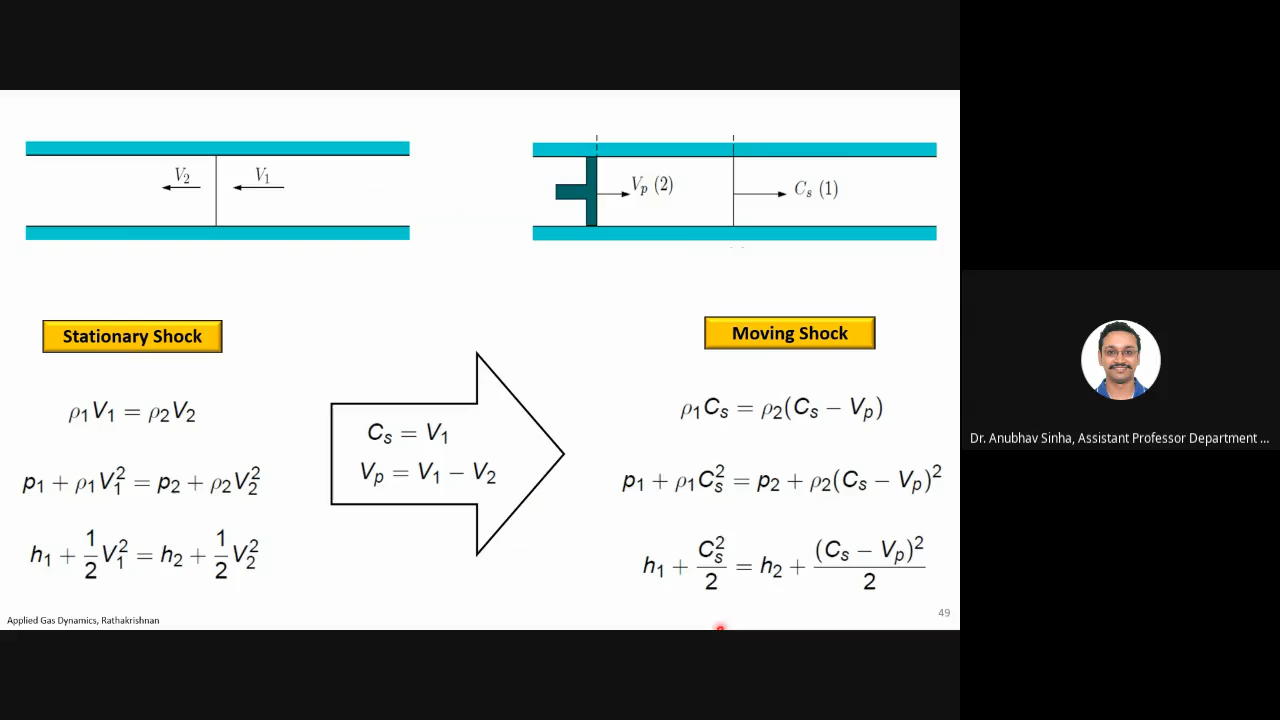 V₂ V₁
Vₚ (2) Cₛ (1)
Stationary Shock
Moving Shock
ρ₁V₁ = ρ₂V₂
p₁ + ρ₁V₁² = p₂ + ρ₂V₂²
h₁ + 1/2 V₁² = h₂ + 1/2 V₂²
Cₛ = V₁
Vₚ = V₁ − V₂
ρ₁Cₛ = ρ₂(Cₛ − Vₚ)
p₁ + ρ₁Cₛ² = p₂ + ρ₂(Cₛ − Vₚ)²
h₁ + Cₛ²/2 = h₂ + (Cₛ − Vₚ)²/2
Applied Gas Dynamics, Rathakrishnan
49
Dr. Anubhav Sinha, Assistant Professor Department ...